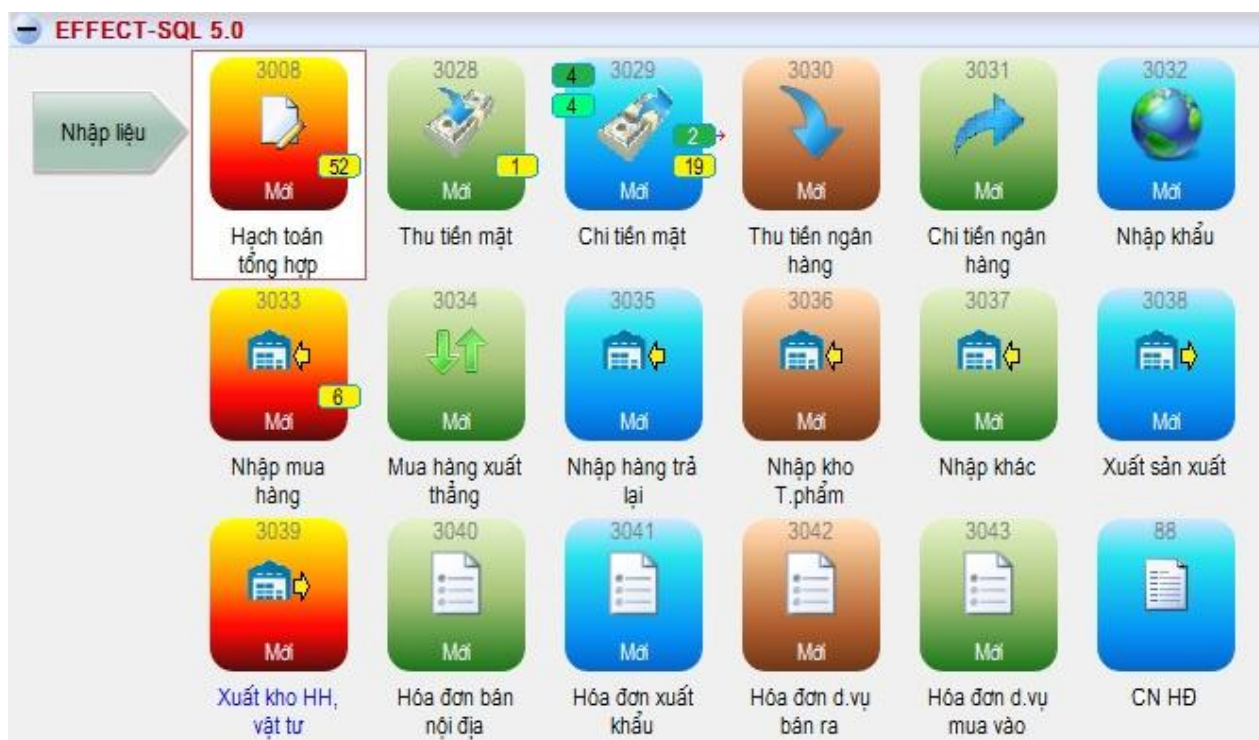 EFFECT-SQL 5.0
Nhập liệu
3008
52
Mới
Hạch toán
tổng hợp
3028
1
Mới
Thu tiền mặt
4
3029
4
2
19
Mới
Chi tiền mặt
3030
Mới
Thu tiền ngân
hàng
3031
Mới
Chi tiền ngân
hàng
3032
Mới
Nhập khẩu
3033
6
Mới
Nhập mua
hàng
3034
Mới
Mua hàng xuất
thẳng
3035
Mới
Nhập hàng trả
lại
3036
Mới
Nhập kho
T.phẩm
3037
Mới
Nhập khác
3038
Mới
Xuất sản xuất
3039
Mới
Xuất kho HH,
vật tư
3040
Mới
Hóa đơn bán
nội địa
3041
Mới
Hóa đơn xuất
khẩu
3042
Mới
Hóa đơn d.vụ
bán ra
3043
Mới
Hóa đơn d.vụ
mua vào
88
CN HĐ